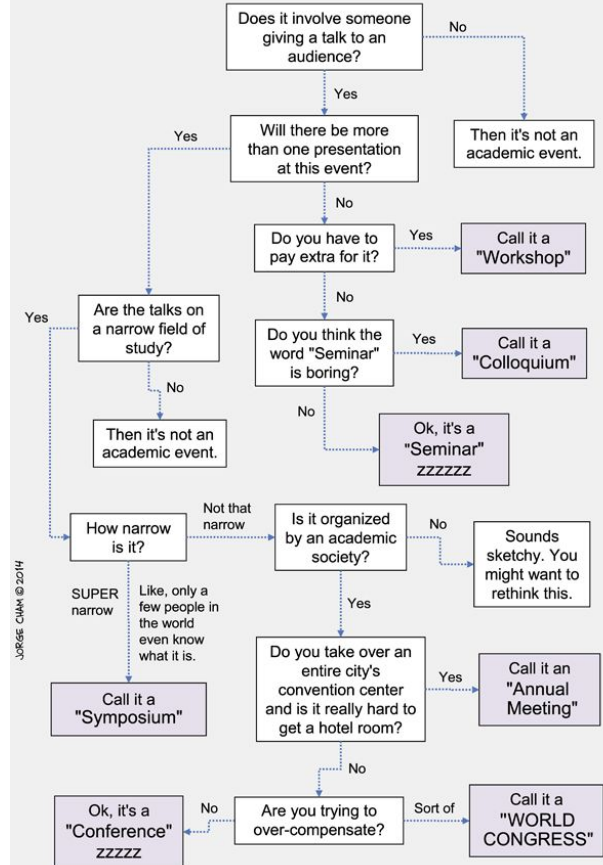 Does it involve someone
giving a talk to an
audience?
No
Yes
Then it's not an
academic event.
Will there be more
than one presentation
at this event?
Yes
No
Do you have to
pay extra for it?
Yes
Call it a
"Workshop"
No
Do you think the
word "Seminar"
is boring?
Yes
Call it a
"Colloquium"
No
Ok, it's a
"Seminar"
zzzzzz
Are the talks on
a narrow field of
study?
Yes
No
Then it's not an
academic event.
How narrow
is it?
Not that
narrow
SUPER
narrow
Like, only a
few people in
the world
even know
what it is.
Call it a
"Symposium"
Is it organized
by an academic
society?
No
Sounds
sketchy. You
might want to
rethink this.
Yes
Do you take over an
entire city's
convention center
and is it really hard to
get a hotel room?
Yes
Call it an
"Annual
Meeting"
No
Are you trying to
over-compensate?
No
Ok, it's a
"Conference"
zzzzz
Sort of
Call it a
"WORLD
CONGRESS"
JORGE CHAM © 2014